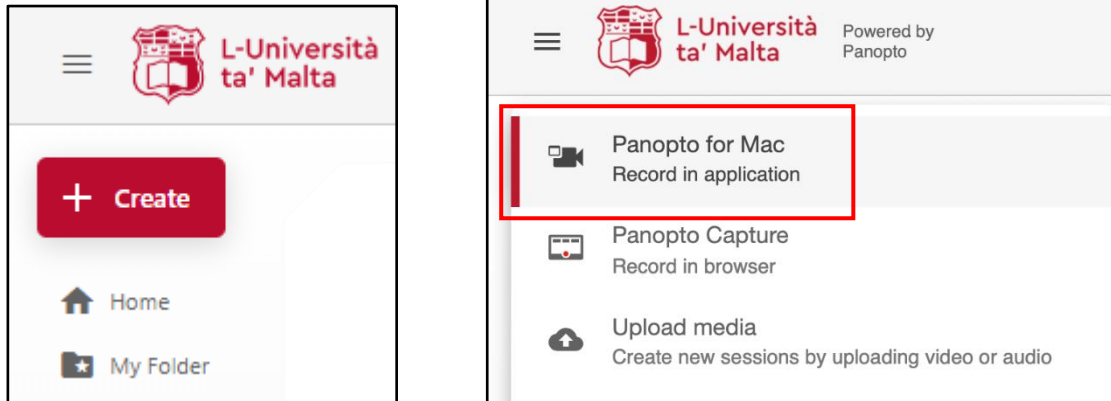 L-Università
ta' Malta
+ Create
Home
My Folder
L-Università
ta' Malta
Powered by
Panopto
Panopto for Mac
Record in application
Panopto Capture
Record in browser
Upload media
Create new sessions by uploading video or audio